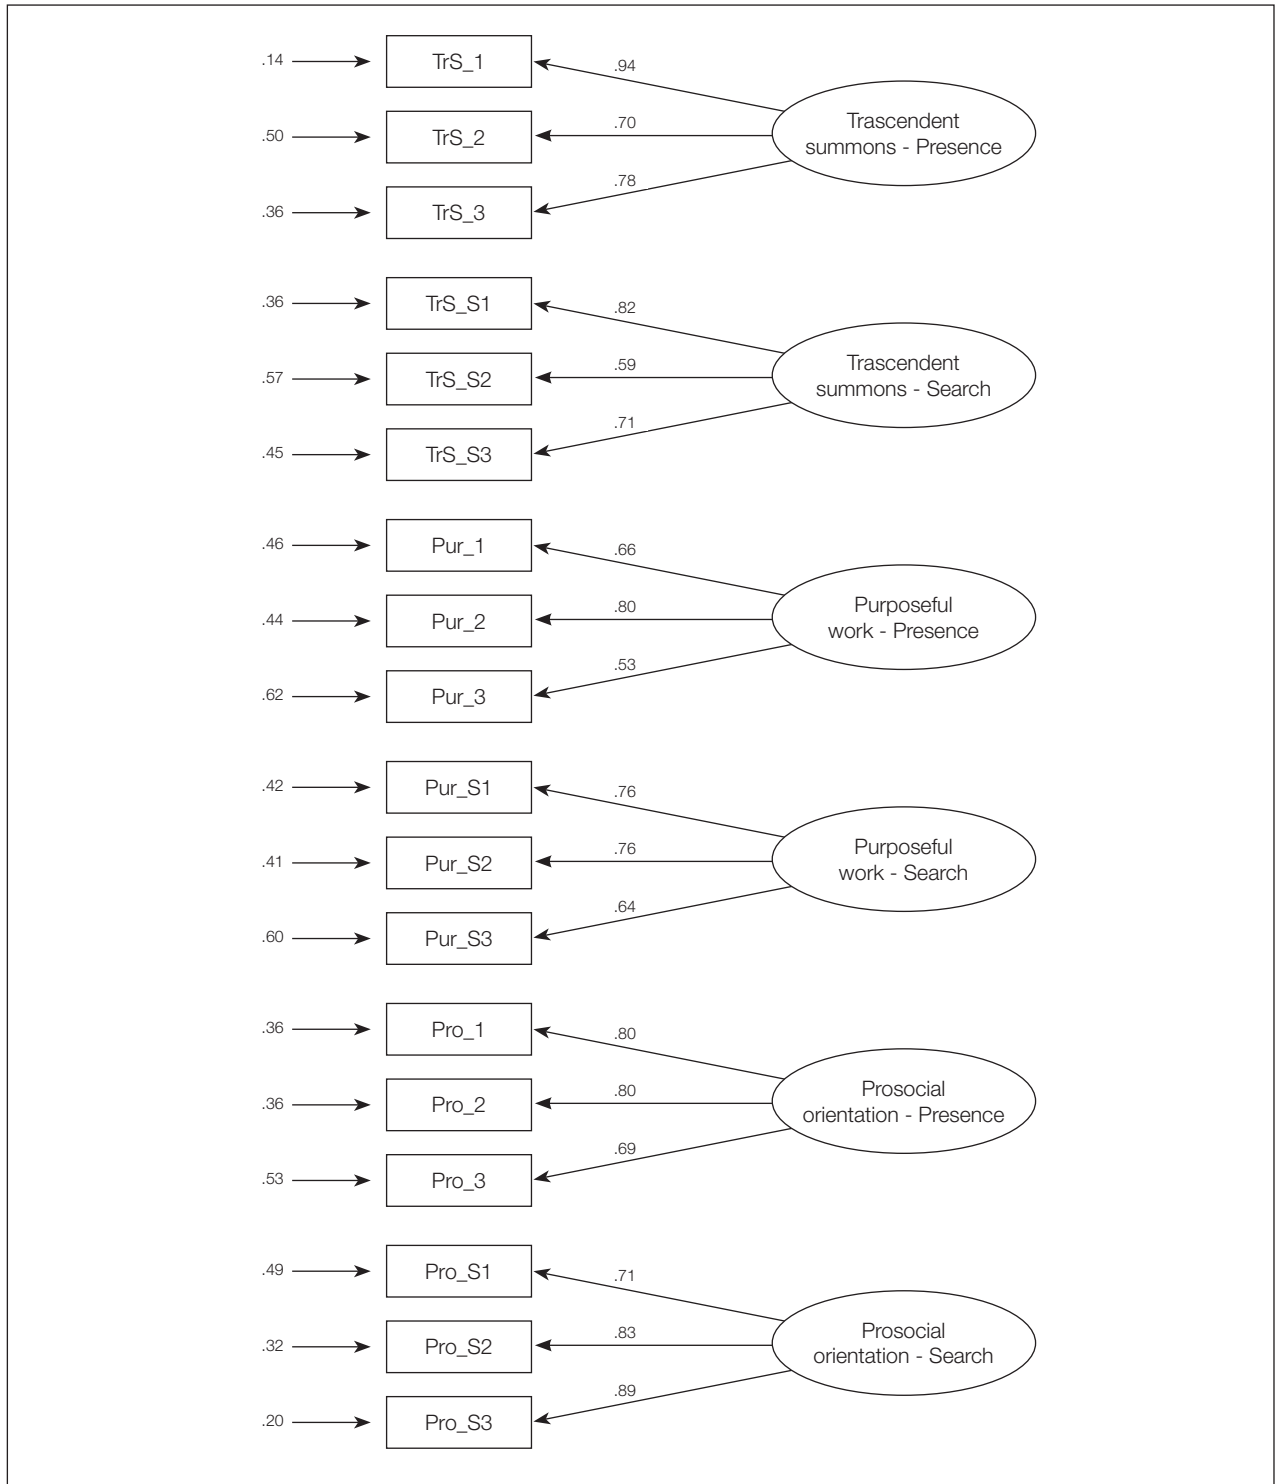 .14
TrS_1
.94
Trascendent
summons - Presence
.50
TrS_2
.70
.36
TrS_3
.78
.36
TrS_S1
.82
Trascendent
summons - Search
.57
TrS_S2
.59
.45
TrS_S3
.71
.46
Pur_1
.66
Purposeful
work - Presence
.44
Pur_2
.80
.62
Pur_3
.53
.42
Pur_S1
.76
Purposeful
work - Search
.41
Pur_S2
.76
.60
Pur_S3
.64
.36
Pro_1
.80
Prosocial
orientation - Presence
.36
Pro_2
.80
.53
Pro_3
.69
.49
Pro_S1
.71
Prosocial
orientation - Search
.32
Pro_S2
.83
.20
Pro_S3
.89